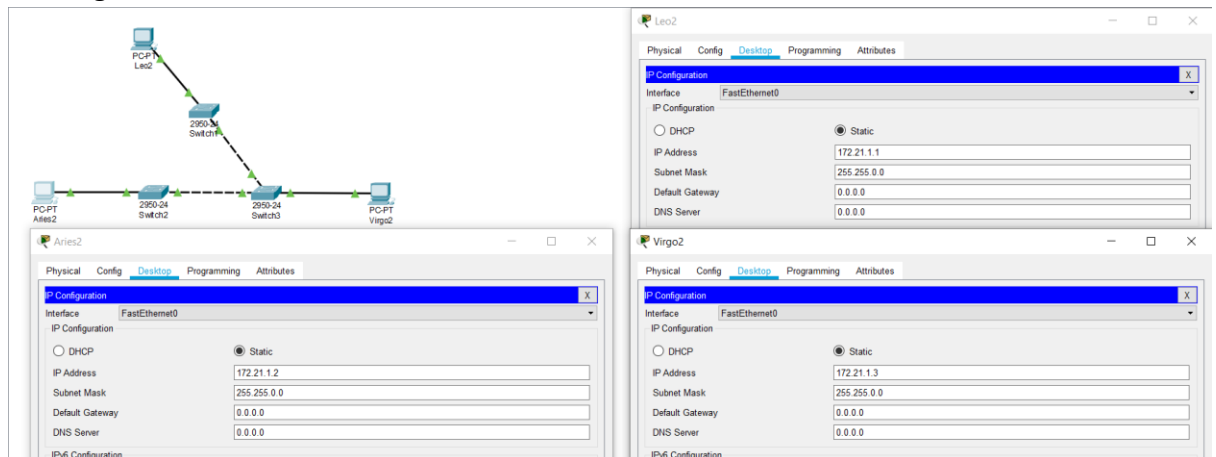 PC-PT
Leo2
2950-24
Switch1
PC-PT
Aries2
2950-24
Switch2
2950-24
Switch3
PC-PT
Virgo2
Leo2
Physical Config Desktop Programming Attributes
IP Configuration X
Interface FastEthernet0
IP Configuration
DHCP Static
IP Address 172.21.1.1
Subnet Mask 255.255.0.0
Default Gateway 0.0.0.0
DNS Server 0.0.0.0
Aries2
Physical Config Desktop Programming Attributes
IP Configuration X
Interface FastEthernet0
IP Configuration
DHCP Static
IP Address 172.21.1.2
Subnet Mask 255.255.0.0
Default Gateway 0.0.0.0
DNS Server 0.0.0.0
IPv6 Configuration
Virgo2
Physical Config Desktop Programming Attributes
IP Configuration X
Interface FastEthernet0
IP Configuration
DHCP Static
IP Address 172.21.1.3
Subnet Mask 255.255.0.0
Default Gateway 0.0.0.0
DNS Server 0.0.0.0
IPv6 Configuration